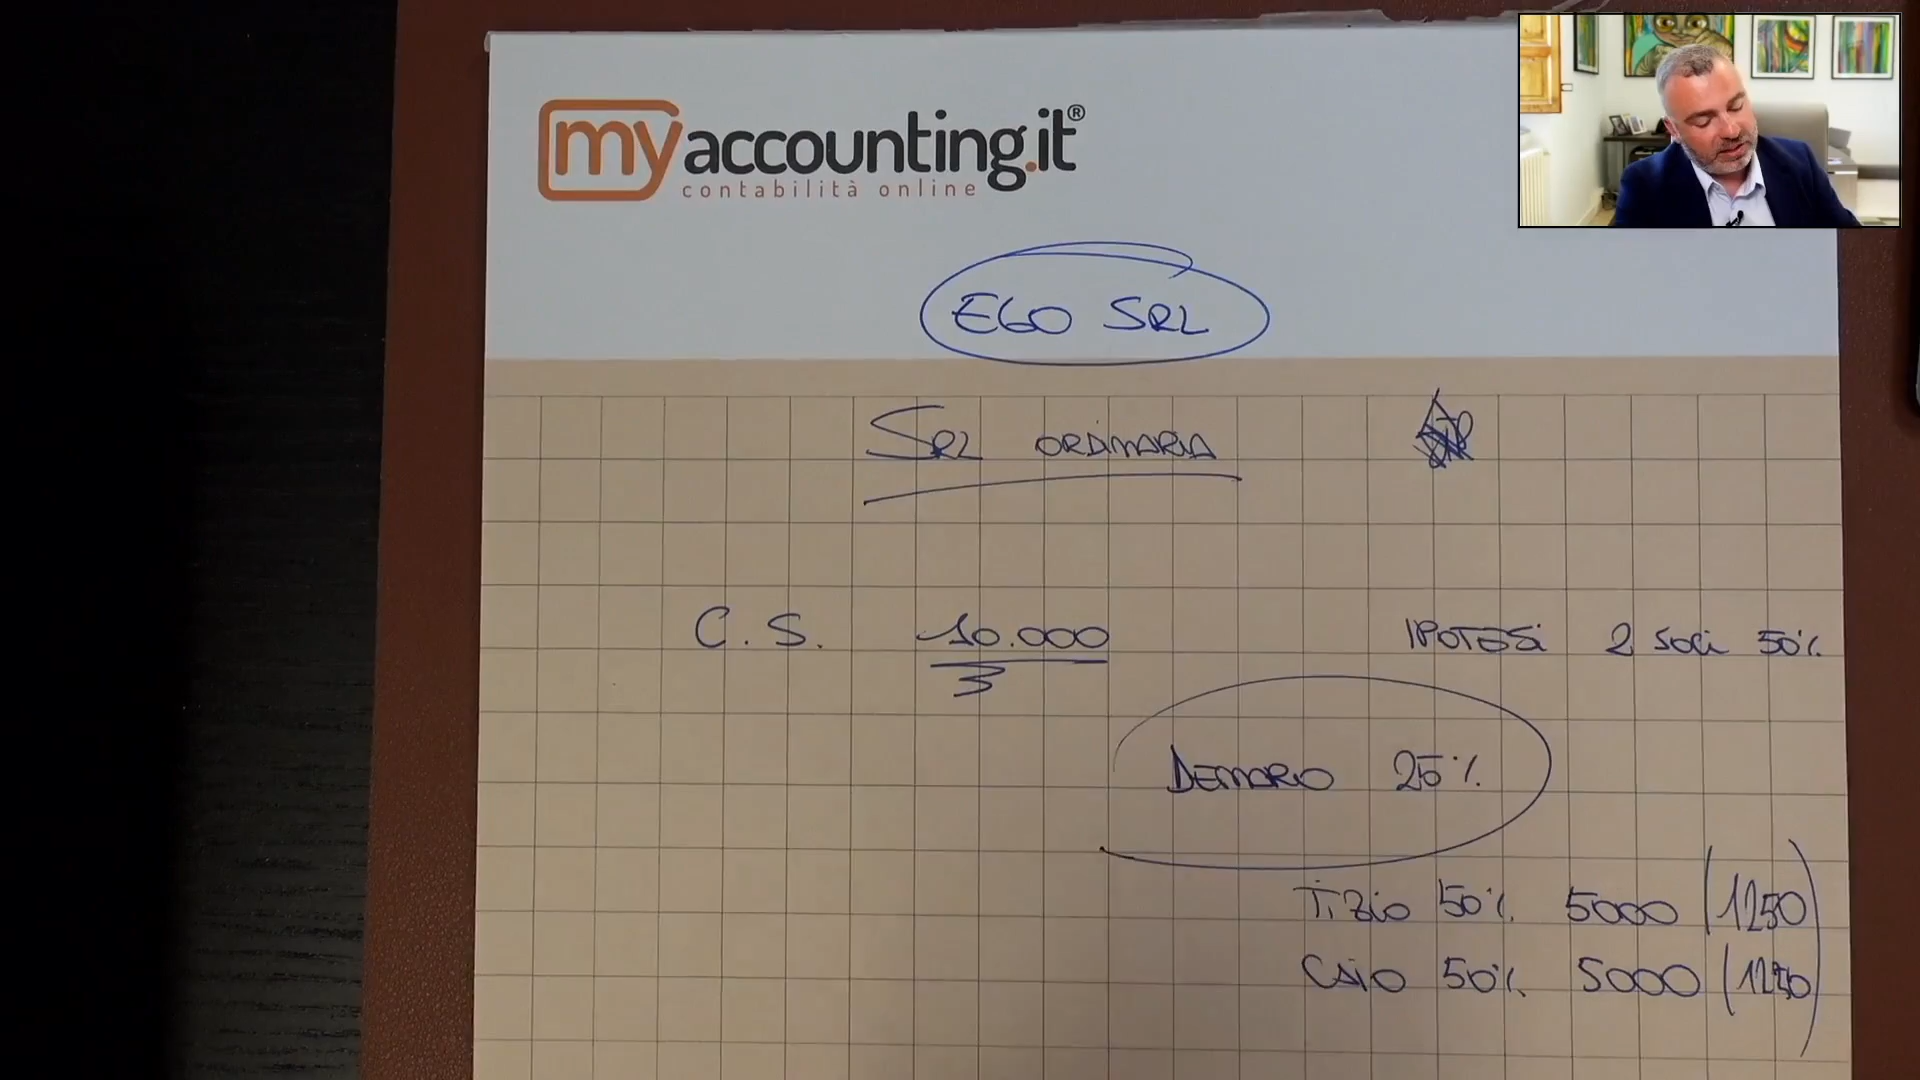 myaccounting.it®
contabilità online
EGO SRL
SRL ORDINARIA
C.S. 10.000
IPOTESI 2 SOCI 50%
DENARO 25%
TIZIO 50% 5000 (1250)
CAIO 50% 5000 (1250)